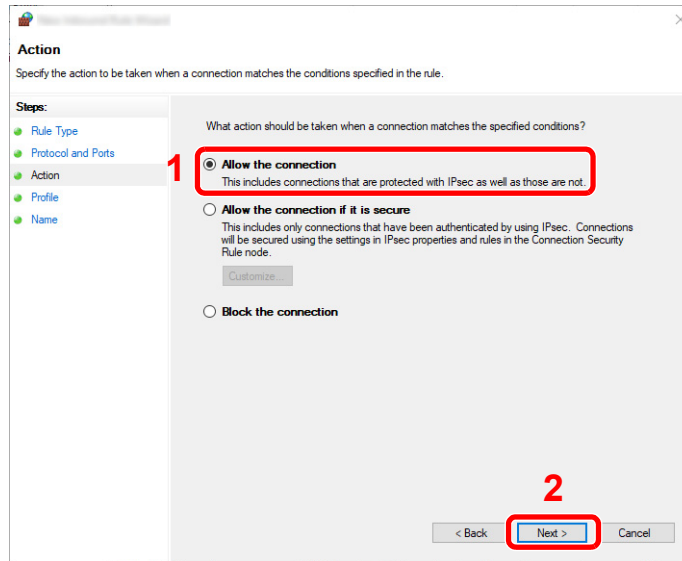 Action
Specify the action to be taken when a connection matches the conditions specified in the rule.
Steps:
Rule Type
Protocol and Ports
Action
Profile
Name
What action should be taken when a connection matches the specified conditions?
1
Allow the connection
This includes connections that are protected with IPsec as well as those are not.
Allow the connection if it is secure
This includes only connections that have been authenticated by using IPsec. Connections
will be secured using the settings in IPsec properties and rules in the Connection Security
Rule node.
Customize...
Block the connection
2
< Back Next > Cancel